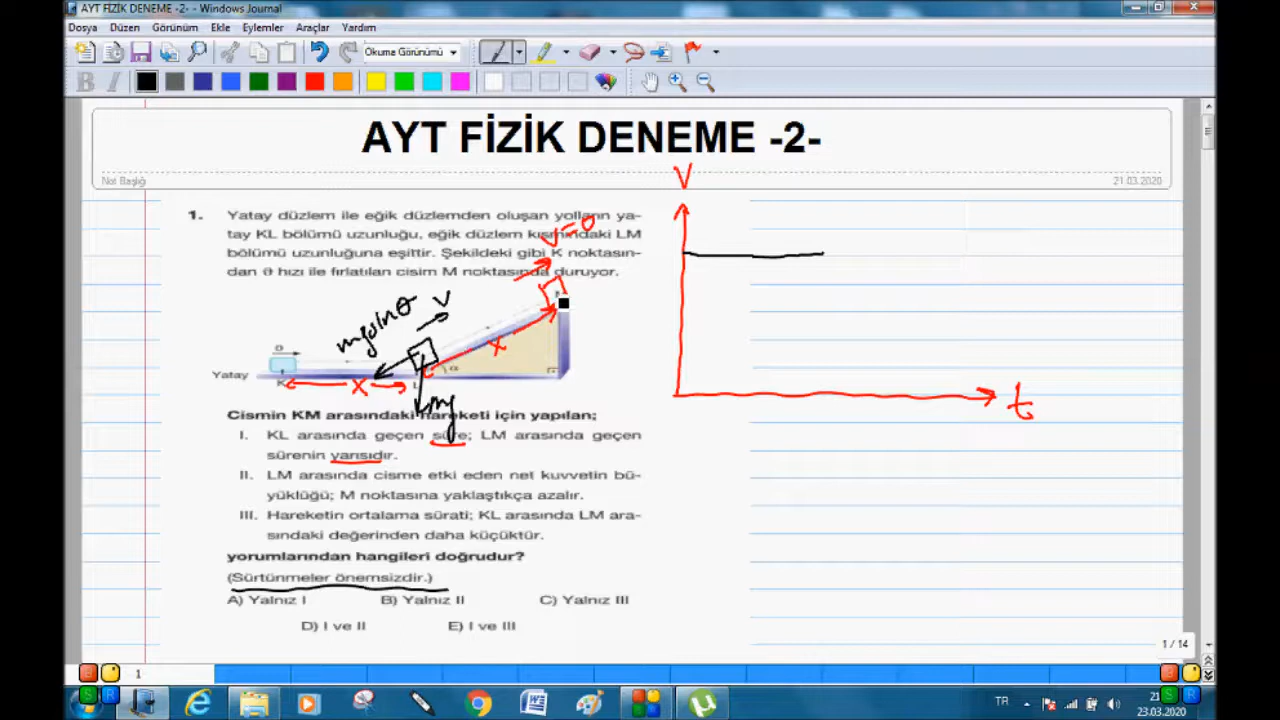 AYT FİZİK DENEME -2- - Windows Journal
Dosya Düzen Görünüm Ekle Eylemler Araçlar Yardım
Okuma Görünümü
B I
AYT FİZİK DENEME -2-
Not Başlığı
21.03.2020
V
1. Yatay düzlem ile eğik düzlemden oluşan yolların ya-
tay KL bölümü uzunluğu, eğik düzlem kısmındaki LM
bölümü uzunluğuna eşittir. Şekildeki gibi K noktasın-
dan ϑ hızı ile fırlatılan cisim M noktasında duruyor.
V=0
V
mgsinθ
ϑ
X
α
Yatay
K
X
L
mg
t
Cismin KM arasındaki hareketi için yapılan;
I. KL arasında geçen süre; LM arasında geçen
sürenin yarısıdır.
II. LM arasında cisme etki eden net kuvvetin bü-
yüklüğü; M noktasına yaklaştıkça azalır.
III. Hareketin ortalama sürati; KL arasında LM ara-
sındaki değerinden daha küçüktür.
yorumlarından hangileri doğrudur?
(Sürtünmeler önemsizdir.)
A) Yalnız I B) Yalnız II C) Yalnız III
D) I ve II E) I ve III
1 / 14
1
S R
TR
S R
23.03.2020